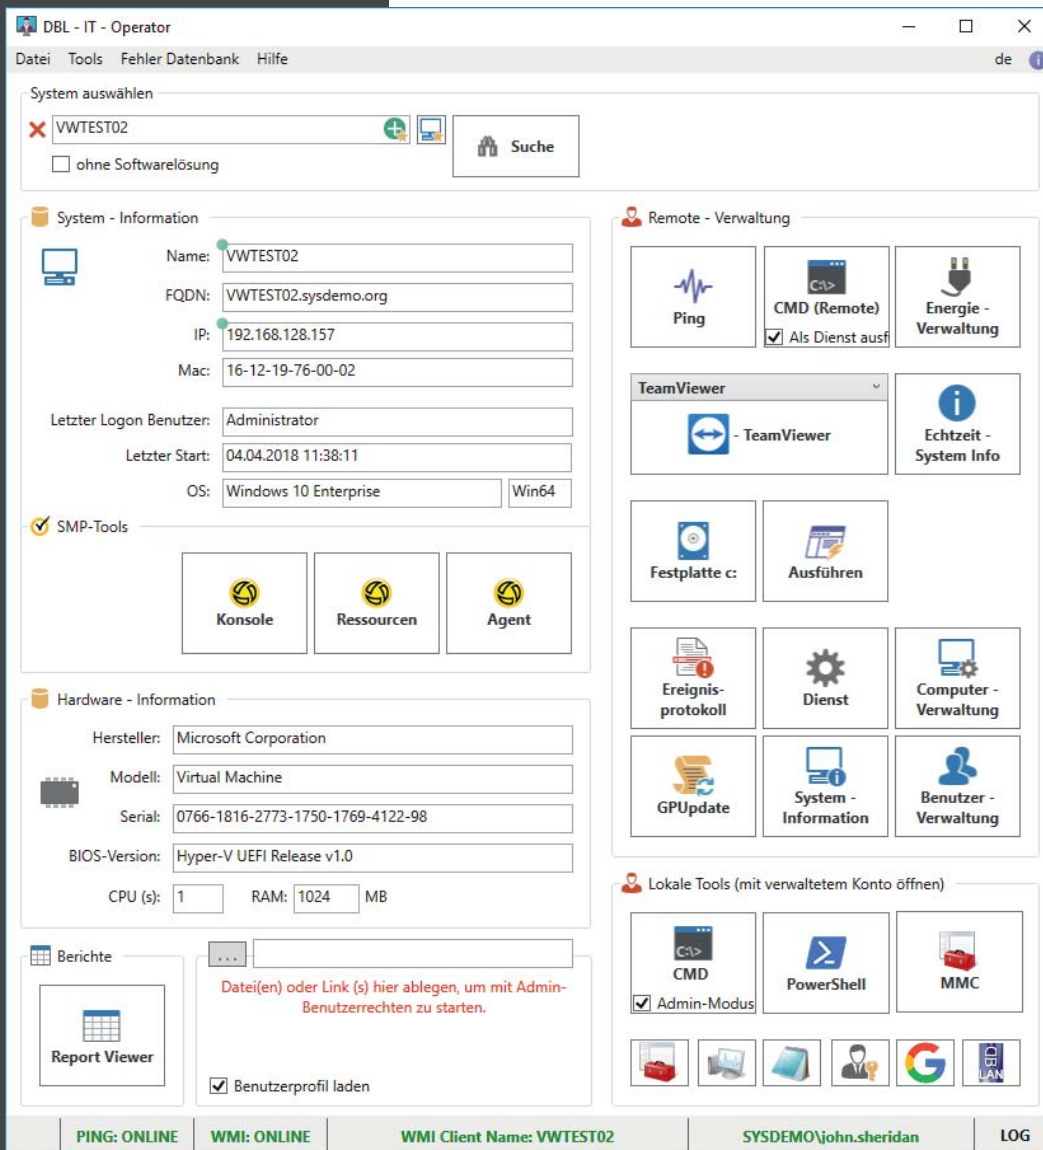 DBL - IT - Operator
Datei Tools Fehler Datenbank Hilfe de i
System auswählen
VWTEST02
Suche
ohne Softwarelösung
System - Information
Name: VWTEST02
FQDN: VWTEST02.sysdemo.org
IP: 192.168.128.157
Mac: 16-12-19-76-00-02
Letzter Logon Benutzer: Administrator
Letzter Start: 04.04.2018 11:38:11
OS: Windows 10 Enterprise Win64
SMP-Tools
Konsole
Ressourcen
Agent
Hardware - Information
Hersteller: Microsoft Corporation
Modell: Virtual Machine
Serial: 0766-1816-2773-1750-1769-4122-98
BIOS-Version: Hyper-V UEFI Release v1.0
CPU (s): 1 RAM: 1024 MB
Berichte
Report Viewer
...
Datei(en) oder Link (s) hier ablegen, um mit Admin-
Benutzerrechten zu starten.
Benutzerprofil laden
Remote - Verwaltung
Ping
C:\>
CMD (Remote)
Als Dienst ausf
Energie -
Verwaltung
TeamViewer
- TeamViewer
i
Echtzeit -
System Info
Festplatte c:
Ausführen
Ereignis-
protokoll
Dienst
Computer -
Verwaltung
GPUpdate
System -
Information
Benutzer -
Verwaltung
Lokale Tools (mit verwaltetem Konto öffnen)
C:\>
CMD
Admin-Modus
PowerShell
MMC
DB
LAN
PING: ONLINE WMI: ONLINE WMI Client Name: VWTEST02 SYSDEMO\john.sheridan LOG